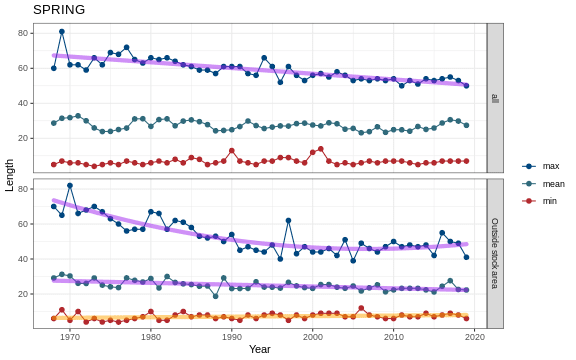 SPRING
80
60
40
20
all
80
60
40
20
Outside stock area
1970
1980
1990
2000
2010
2020
Year
Length
max
mean
min